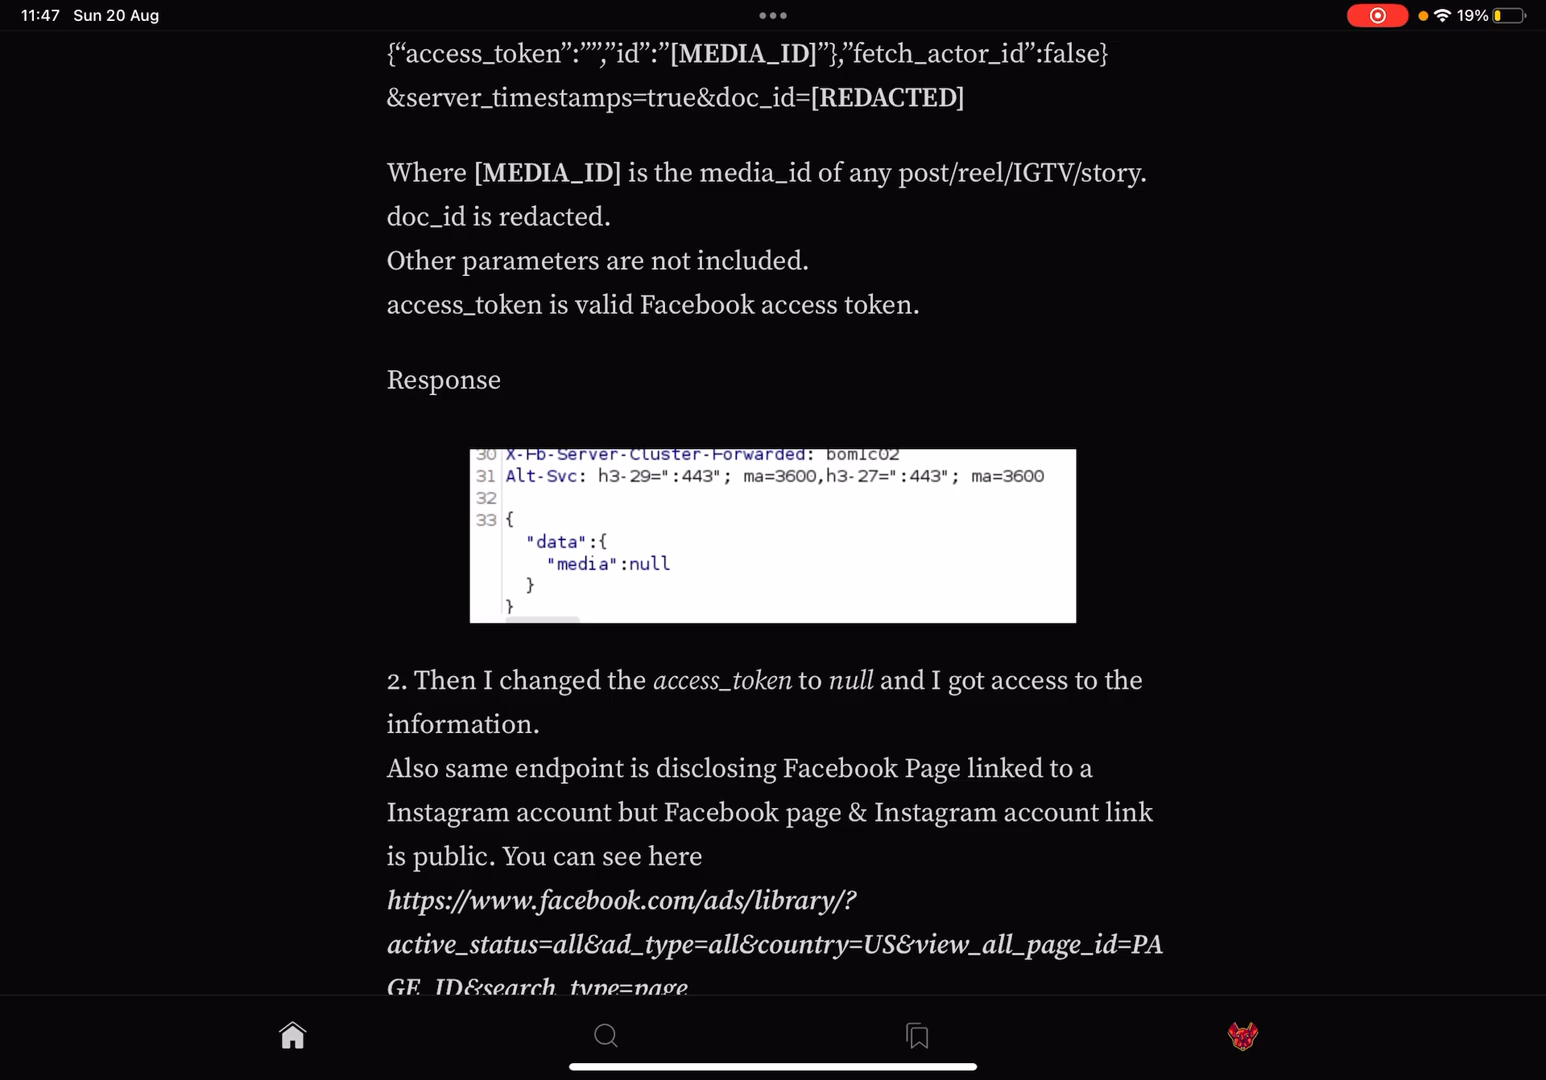 11:47 Sun 20 Aug
19%
{“access_token”:””,”id”:”[MEDIA_ID]”},”fetch_actor_id”:false}
&server_timestamps=true&doc_id=[REDACTED]
Where [MEDIA_ID] is the media_id of any post/reel/IGTV/story.
doc_id is redacted.
Other parameters are not included.
access_token is valid Facebook access token.
Response
30 X-Fb-Server-Cluster-Forwarded: bom1c02
31 Alt-Svc: h3-29=":443"; ma=3600,h3-27=":443"; ma=3600
32
33 {
"data":{
"media":null
}
}
2. Then I changed the access_token to null and I got access to the
information.
Also same endpoint is disclosing Facebook Page linked to a
Instagram account but Facebook page & Instagram account link
is public. You can see here
https://www.facebook.com/ads/library/?
active_status=all&ad_type=all&country=US&view_all_page_id=PA
GE_ID&search_type=page